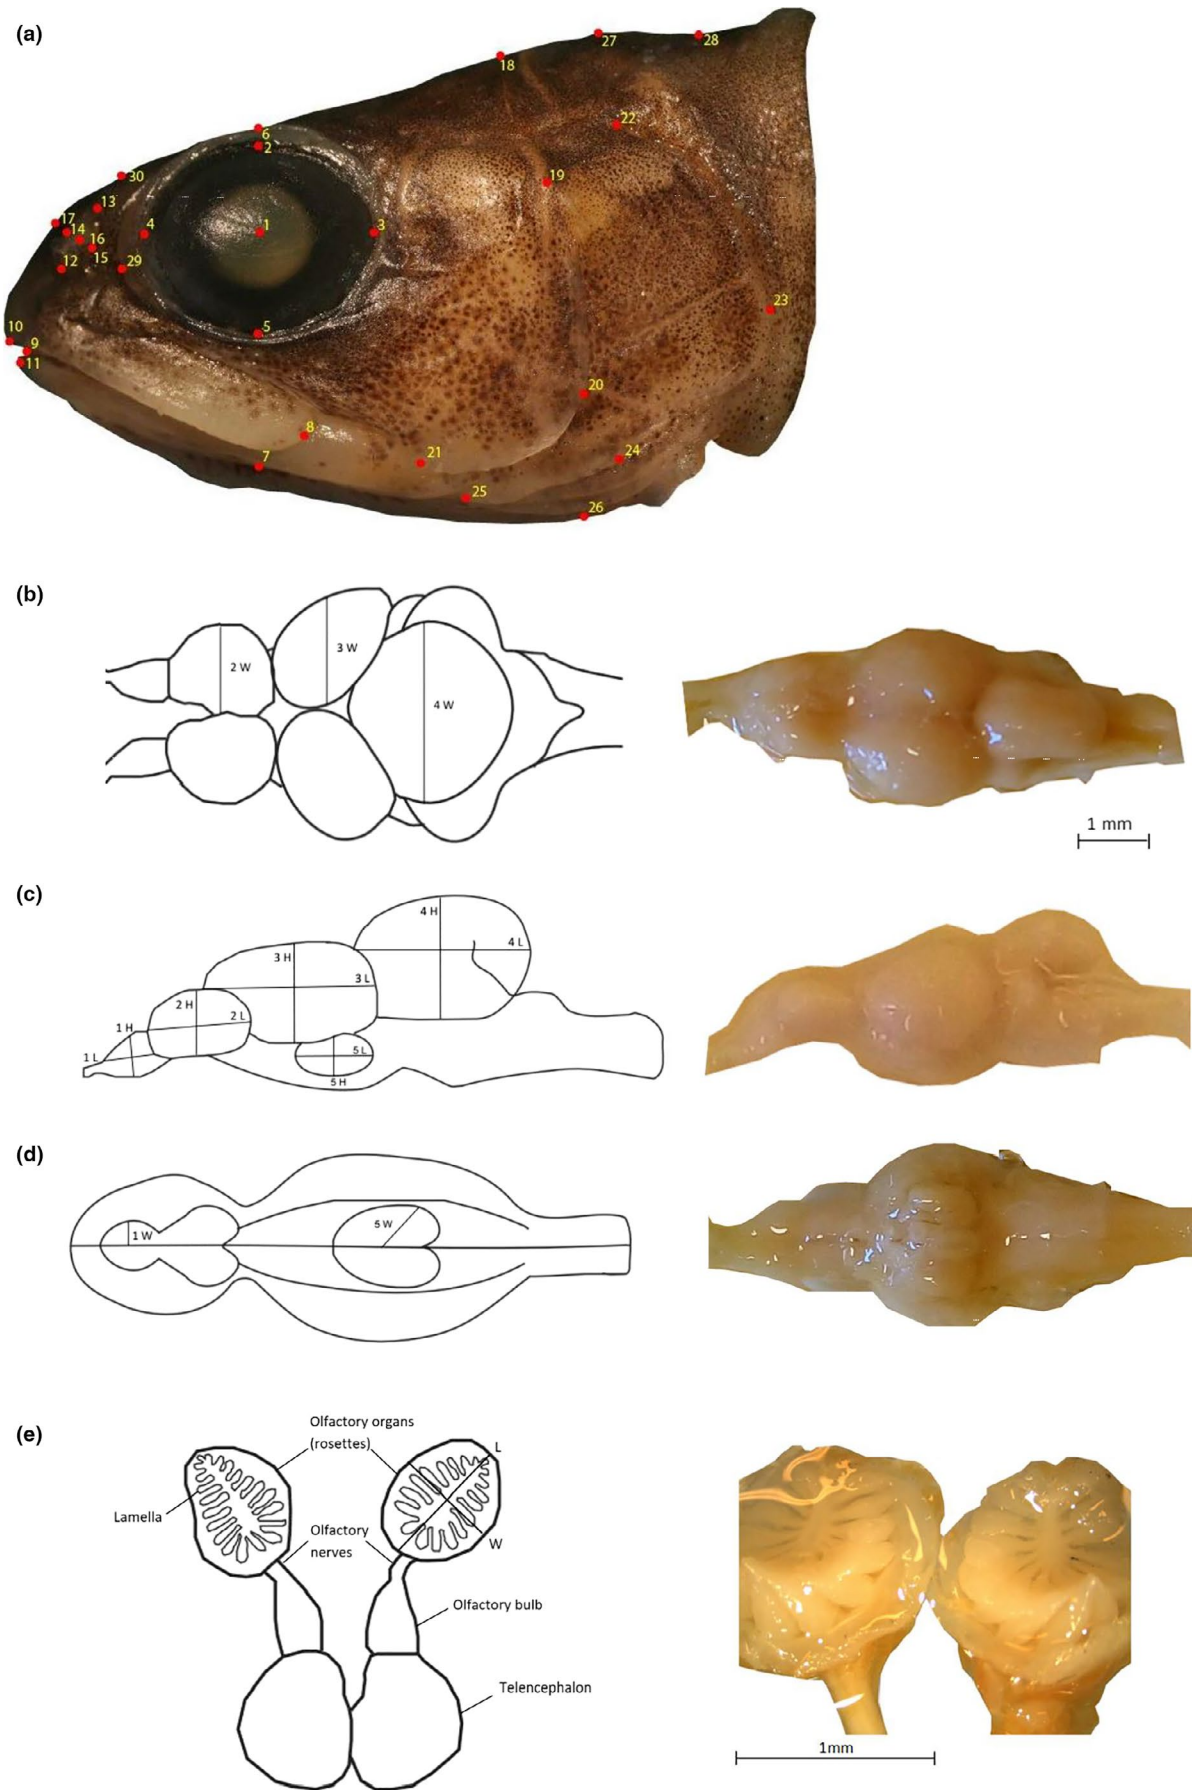 (a)
27
28
18
22
6
2
19
30
13
17
14
16
4
1
3
15
12
29
23
10
9
11
5
20
8
7
21
24
25
26
(b)
2 W
3 W
4 W
1 mm
(c)
4 H
4 L
3 H
3 L
2 H
2 L
1 H
1 L
5 L
5 H
(d)
1 W
5 W
(e)
Olfactory organs
(rosettes)
L
Lamella
Olfactory
nerves
W
Olfactory bulb
Telencephalon
1mm